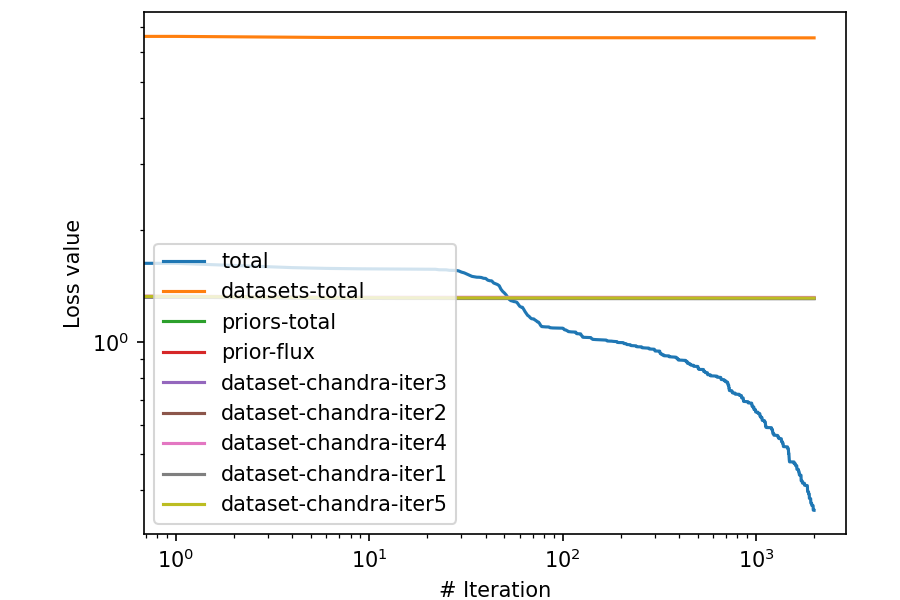 Loss value
10⁰
total
datasets-total
priors-total
prior-flux
dataset-chandra-iter3
dataset-chandra-iter2
dataset-chandra-iter4
dataset-chandra-iter1
dataset-chandra-iter5
10⁰ 10¹ 10² 10³
# Iteration